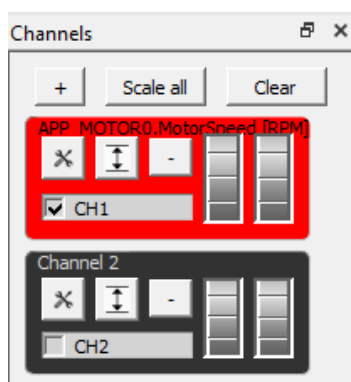 Channels
+ Scale all Clear
APP_MOTOR0.MotorSpeed [RPM]
-
CH1
Channel 2
-
CH2